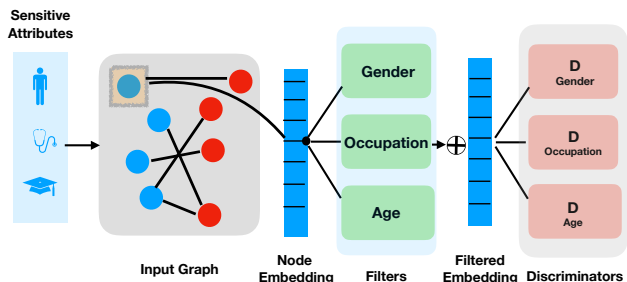 Sensitive
Attributes
Gender
Occupation
Age
D
Gender
D
Occupation
D
Age
Input Graph
Node
Embedding
Filters
Filtered
Embedding
Discriminators